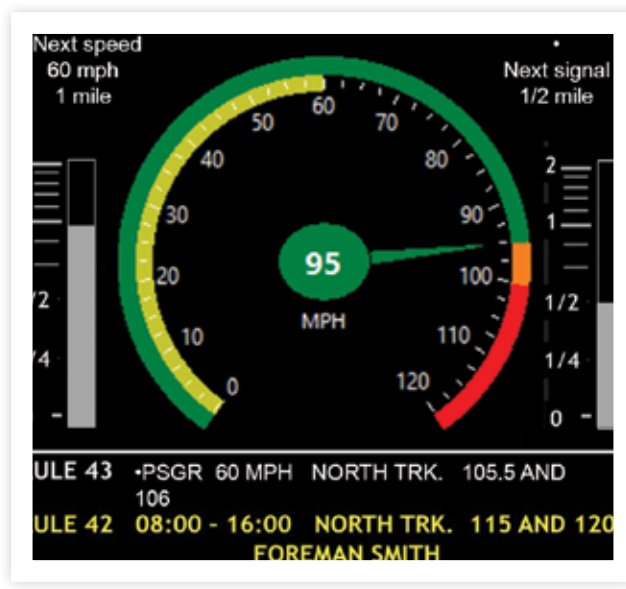 Next speed
60 mph
1 mile
Next signal
1/2 mile
60
50
70
40
80
30
90
95
20
100
MPH
10
110
0
120
/2
/4
2
1
1/2
1/4
0
ULE 43 •PSGR 60 MPH NORTH TRK. 105.5 AND
106
ULE 42 08:00 - 16:00 NORTH TRK. 115 AND 120
FOREMAN SMITH